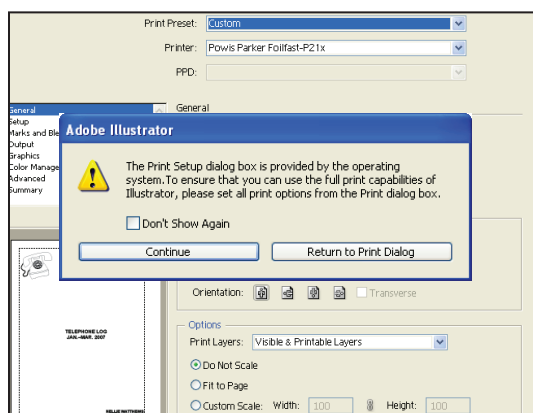 Print Preset: Custom
Printer: Powis Parker Foilfast-P21x
PPD:
General
Setup
Marks and Ble
Output
Graphics
Color Manage
Advanced
Summary
General
Adobe Illustrator
The Print Setup dialog box is provided by the operating
system.To ensure that you can use the full print capabilities of
Illustrator, please set all print options from the Print dialog box.
Don't Show Again
Continue
Return to Print Dialog
Orientation:
Transverse
TELEPHONE LOG
JAN.-MAR. 2007
NELLIE MATTHEWS
Options
Print Layers: Visible & Printable Layers
Do Not Scale
Fit to Page
Custom Scale: Width: 100 Height: 100